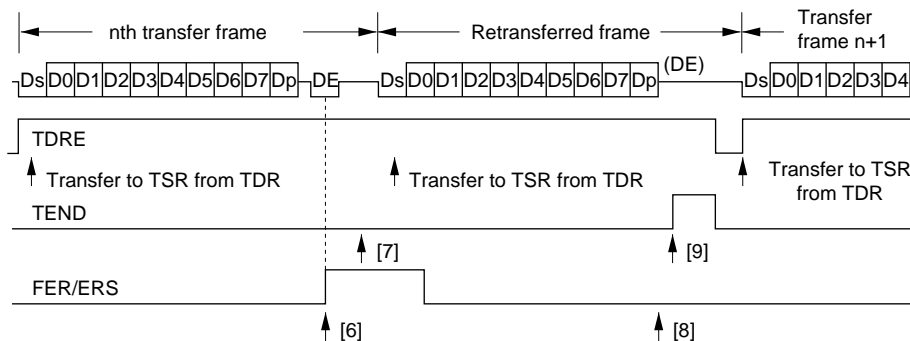 nth transfer frame
Retransferred frame
Transfer
frame n+1
Ds D0 D1 D2 D3 D4 D5 D6 D7 Dp DE
Ds D0 D1 D2 D3 D4 D5 D6 D7 Dp (DE)
Ds D0 D1 D2 D3 D4
TDRE
Transfer to TSR from TDR
Transfer to TSR from TDR
Transfer to TSR
from TDR
TEND
[7]
[9]
FER/ERS
[6]
[8]